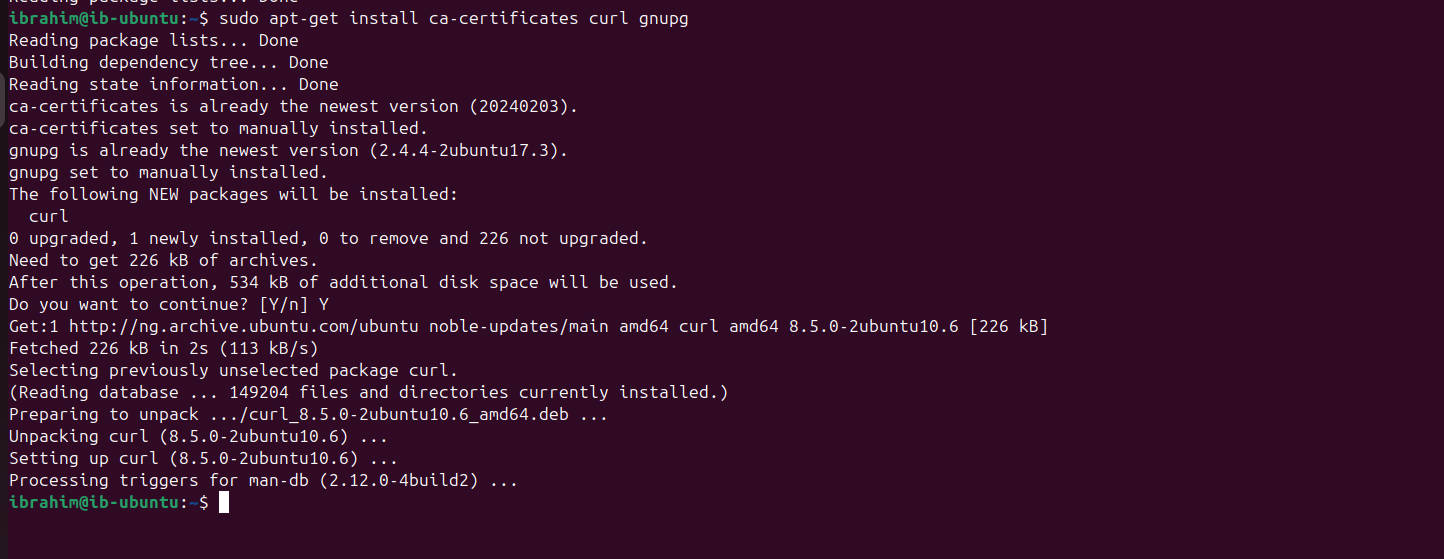 Reading package lists... Done
ibrahim@ib-ubuntu:~$ sudo apt-get install ca-certificates curl gnupg
Reading package lists... Done
Building dependency tree... Done
Reading state information... Done
ca-certificates is already the newest version (20240203).
ca-certificates set to manually installed.
gnupg is already the newest version (2.4.4-2ubuntu17.3).
gnupg set to manually installed.
The following NEW packages will be installed:
  curl
0 upgraded, 1 newly installed, 0 to remove and 226 not upgraded.
Need to get 226 kB of archives.
After this operation, 534 kB of additional disk space will be used.
Do you want to continue? [Y/n] Y
Get:1 http://ng.archive.ubuntu.com/ubuntu noble-updates/main amd64 curl amd64 8.5.0-2ubuntu10.6 [226 kB]
Fetched 226 kB in 2s (113 kB/s)
Selecting previously unselected package curl.
(Reading database ... 149204 files and directories currently installed.)
Preparing to unpack .../curl_8.5.0-2ubuntu10.6_amd64.deb ...
Unpacking curl (8.5.0-2ubuntu10.6) ...
Setting up curl (8.5.0-2ubuntu10.6) ...
Processing triggers for man-db (2.12.0-4build2) ...
ibrahim@ib-ubuntu:~$